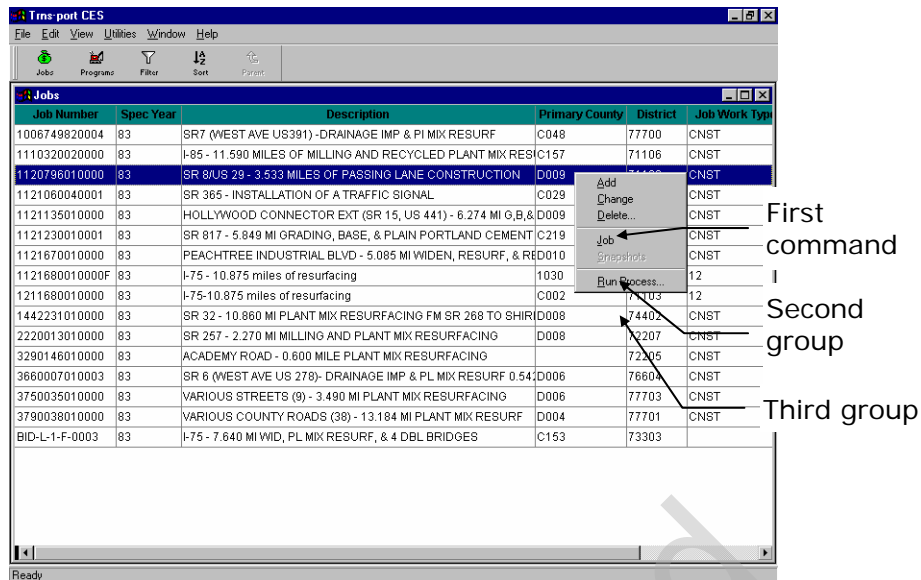 Trns·port CES
File Edit View Utilities Window Help
Jobs Programs Filter Sort Parent
Jobs
Job Number Spec Year Description Primary County District Job Work Type
1006749820004 83 SR7 (WEST AVE US391) -DRAINAGE IMP & PI MIX RESURF C048 77700 CNST
1110320020000 83 I-85 - 11.590 MILES OF MILLING AND RECYCLED PLANT MIX RES C157 71106 CNST
1120796010000 83 SR 8/US 29 - 3.533 MILES OF PASSING LANE CONSTRUCTION D009 CNST
1121060040001 83 SR 365 - INSTALLATION OF A TRAFFIC SIGNAL C029 CNST
1121135010000 83 HOLLYWOOD CONNECTOR EXT (SR 15, US 441) - 6.274 MI G,B,& D009 CNST
1121230010001 83 SR 817 - 5.849 MI GRADING, BASE, & PLAIN PORTLAND CEMENT C219 CNST
1121670010000 83 PEACHTREE INDUSTRIAL BLVD - 5.085 MI WIDEN, RESURF, & RE D010 CNST
1121680010000F 83 I-75 - 10.875 miles of resurfacing 1030 12
1211680010000 83 I-75-10.875 miles of resurfacing C002 71103 12
1442231010000 83 SR 32 - 10.860 MI PLANT MIX RESURFACING FM SR 268 TO SHIRI D008 74402 CNST
2220013010000 83 SR 257 - 2.270 MI MILLING AND PLANT MIX RESURFACING D008 72207 CNST
3290146010000 83 ACADEMY ROAD - 0.600 MILE PLANT MIX RESURFACING 72205 CNST
3660007010003 83 SR 6 (WEST AVE US 278)- DRAINAGE IMP & PL MIX RESURF 0.542 D006 76604 CNST
3750035010000 83 VARIOUS STREETS (9) - 3.490 MI PLANT MIX RESURFACING D006 77703 CNST
3790038010000 83 VARIOUS COUNTY ROADS (38) - 13.184 MI PLANT MIX RESURF D004 77701 CNST
BID-L-1-F-0003 83 I-75 - 7.640 MI WID, PL MIX RESURF, & 4 DBL BRIDGES C153 73303
Add
Change
Delete...
Job
Snapshots
Run Process...
First
command
Second
group
Third group
Ready